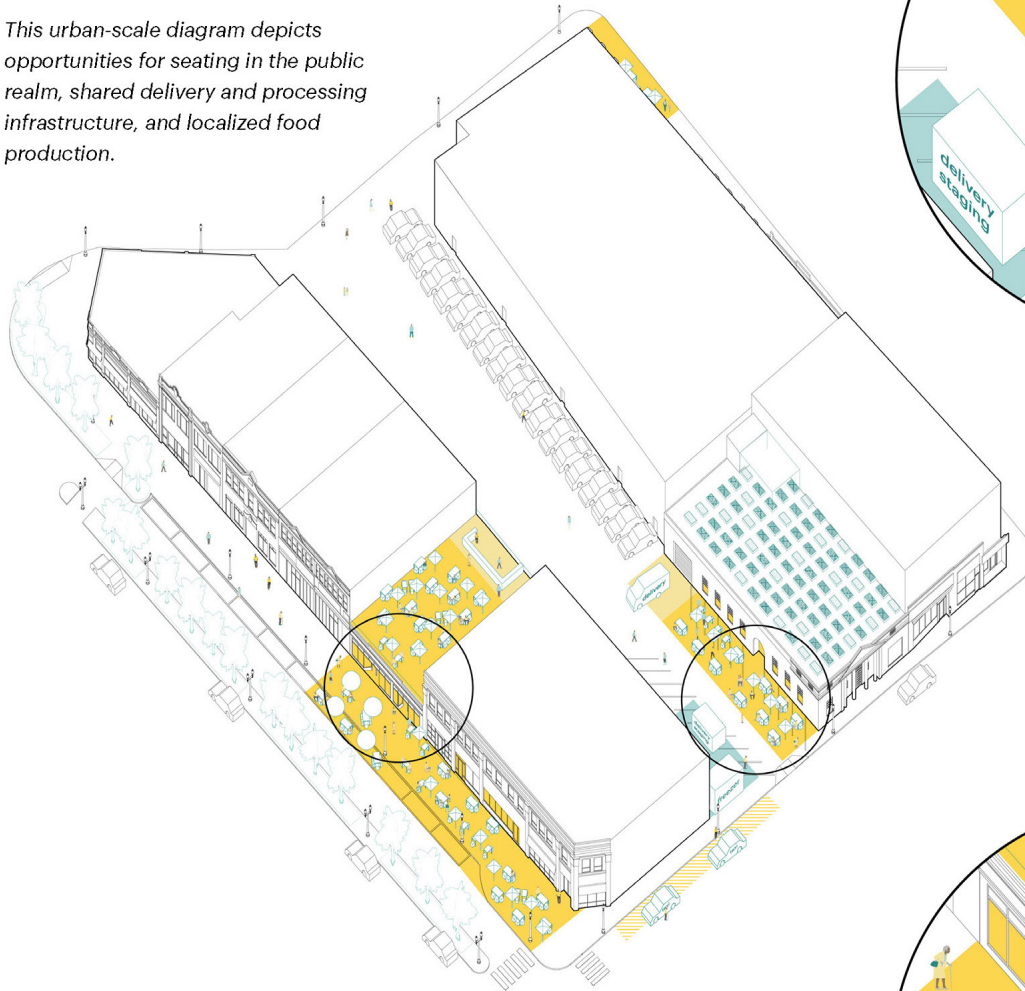 This urban-scale diagram depicts
opportunities for seating in the public
realm, shared delivery and processing
infrastructure, and localized food
production.
delivery
staging
delivery
freezer